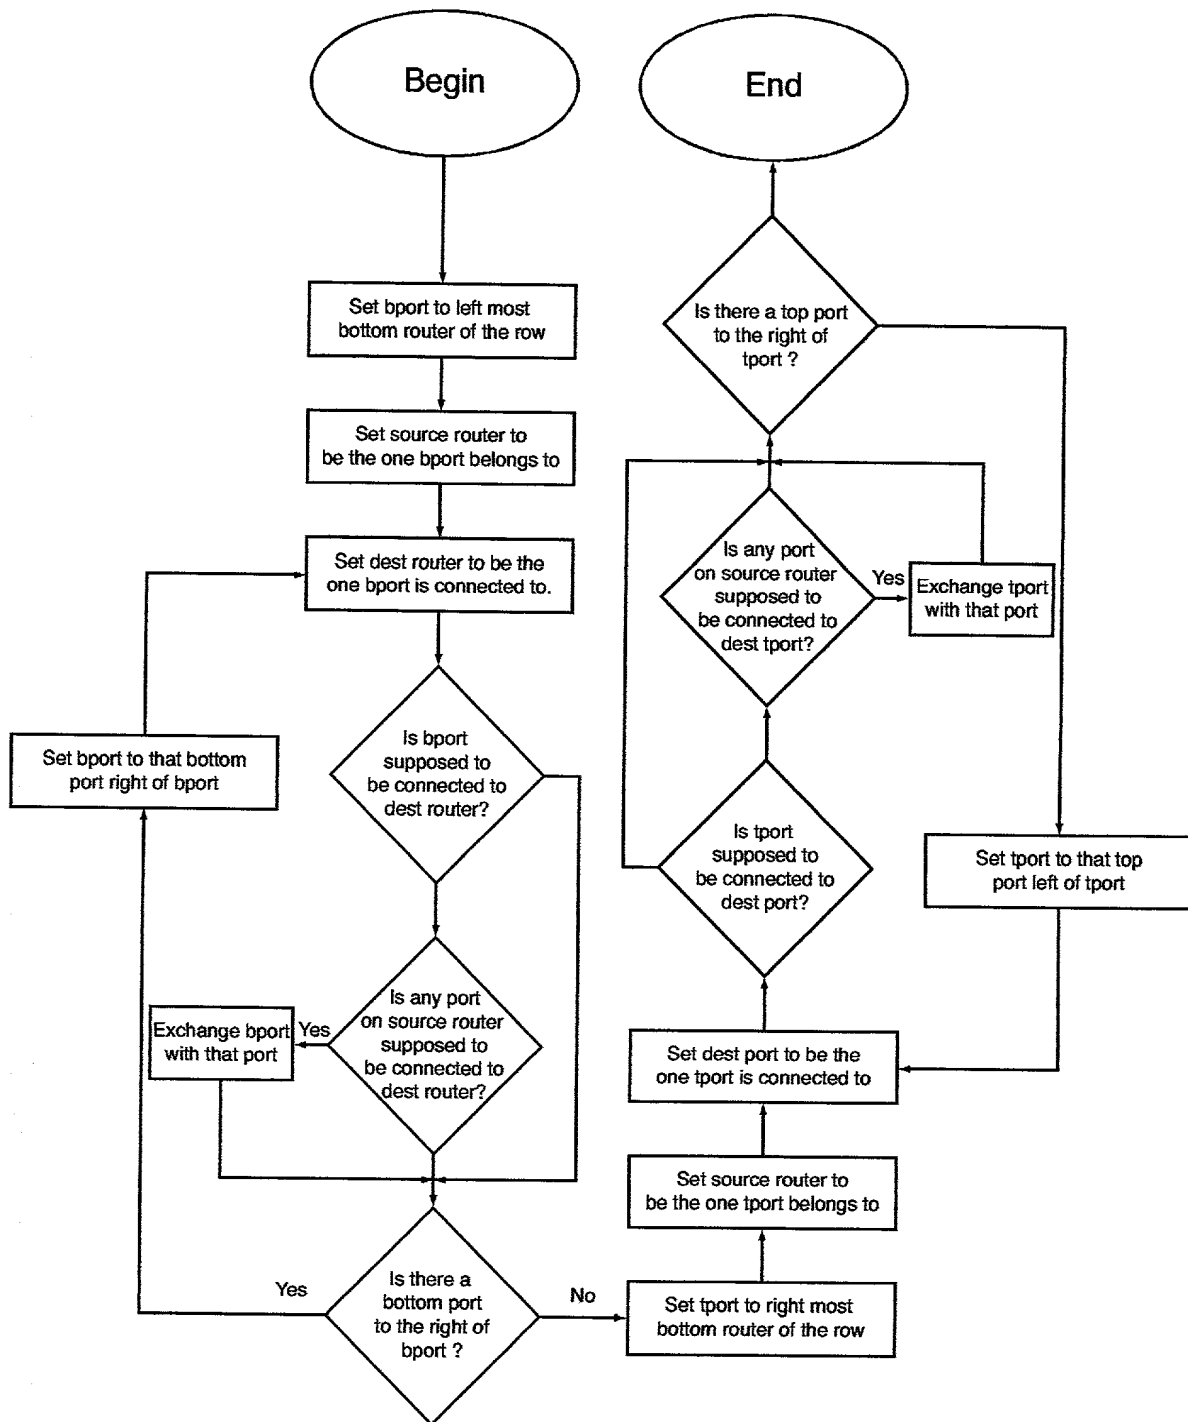 Begin
Set bport to left most
bottom router of the row
Set source router to
be the one bport belongs to
Set dest router to be the
one bport is connected to.
Set bport to that bottom
port right of bport
Is bport
supposed to
be connected to
dest router?
Is any port
on source router
supposed to
be connected to
dest router?
Yes
Exchange bport
with that port
Is there a
bottom port
to the right of
bport ?
Yes
No
Set tport to right most
bottom router of the row
Set source router to
be the one tport belongs to
Set dest port to be the
one tport is connected to
Is tport
supposed to
be connected to
dest port?
Is any port
on source router
supposed to
be connected to
dest tport?
Yes
Exchange tport
with that port
Is there a top port
to the right of
tport ?
Set tport to that top
port left of tport
End